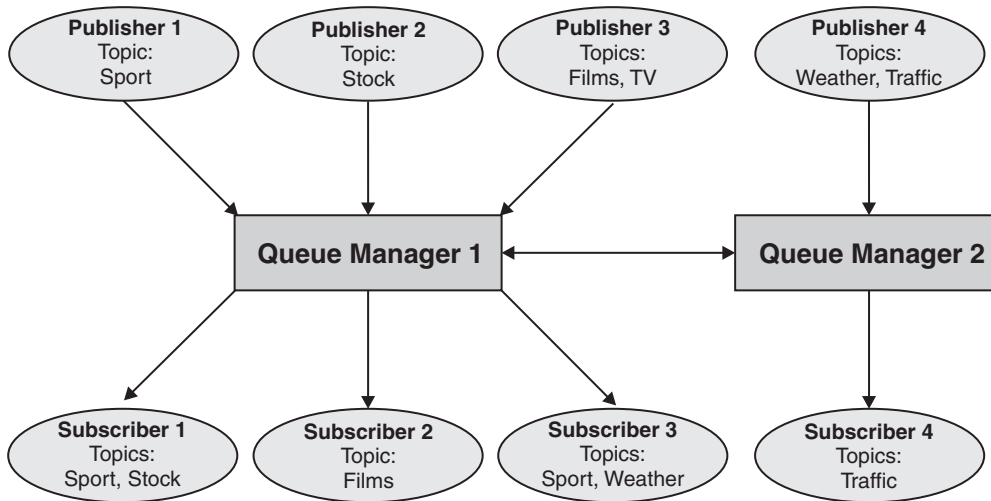 Publisher 1
Topic:
Sport
Publisher 2
Topic:
Stock
Publisher 3
Topics:
Films, TV
Publisher 4
Topics:
Weather, Traffic
Queue Manager 1
Queue Manager 2
Subscriber 1
Topics:
Sport, Stock
Subscriber 2
Topic:
Films
Subscriber 3
Topics:
Sport, Weather
Subscriber 4
Topics:
Traffic